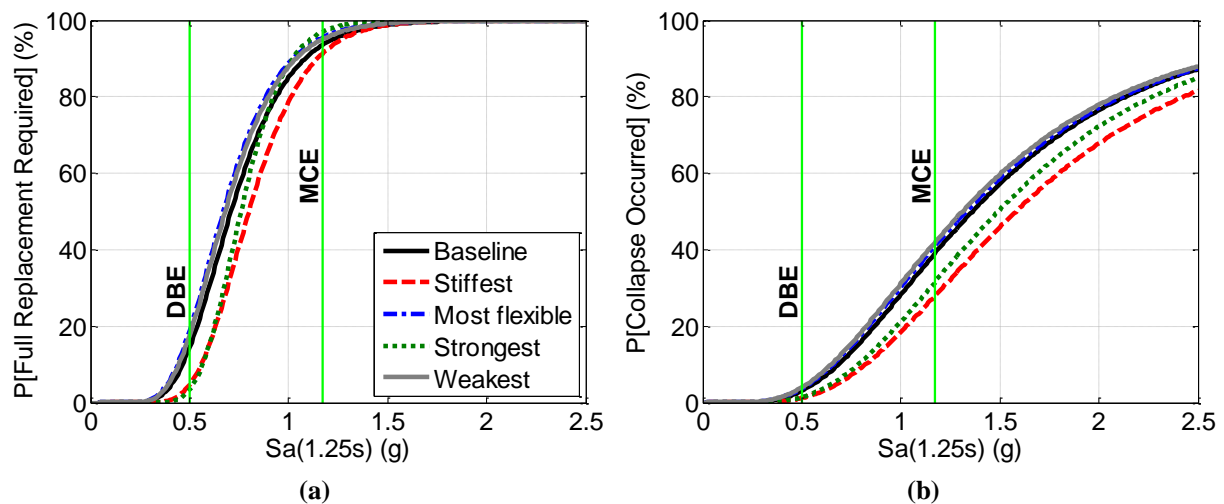 P[Full Replacement Required] (%)
100
80
60
40
20
0
DBE
MCE
Baseline
Stiffest
Most flexible
Strongest
Weakest
0 0.5 1 1.5 2 2.5
Sa(1.25s) (g)
(a)
P[Collapse Occurred] (%)
100
80
60
40
20
0
DBE
MCE
0 0.5 1 1.5 2 2.5
Sa(1.25s) (g)
(b)